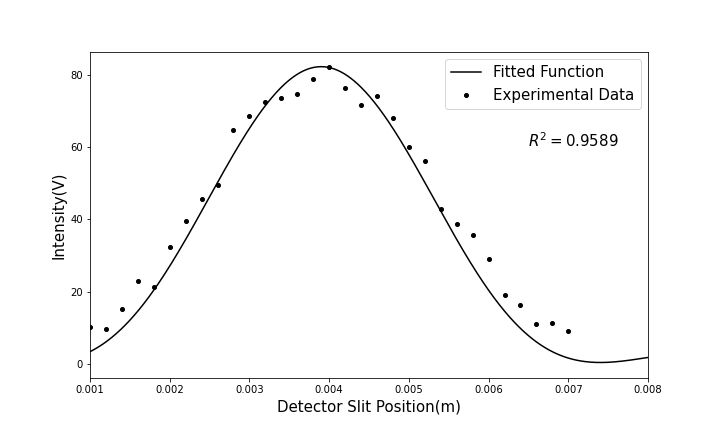 Fitted Function
Experimental Data
R² = 0.9589
Intensity(V)
80
60
40
20
0
0.001 0.002 0.003 0.004 0.005 0.006 0.007 0.008
Detector Slit Position(m)